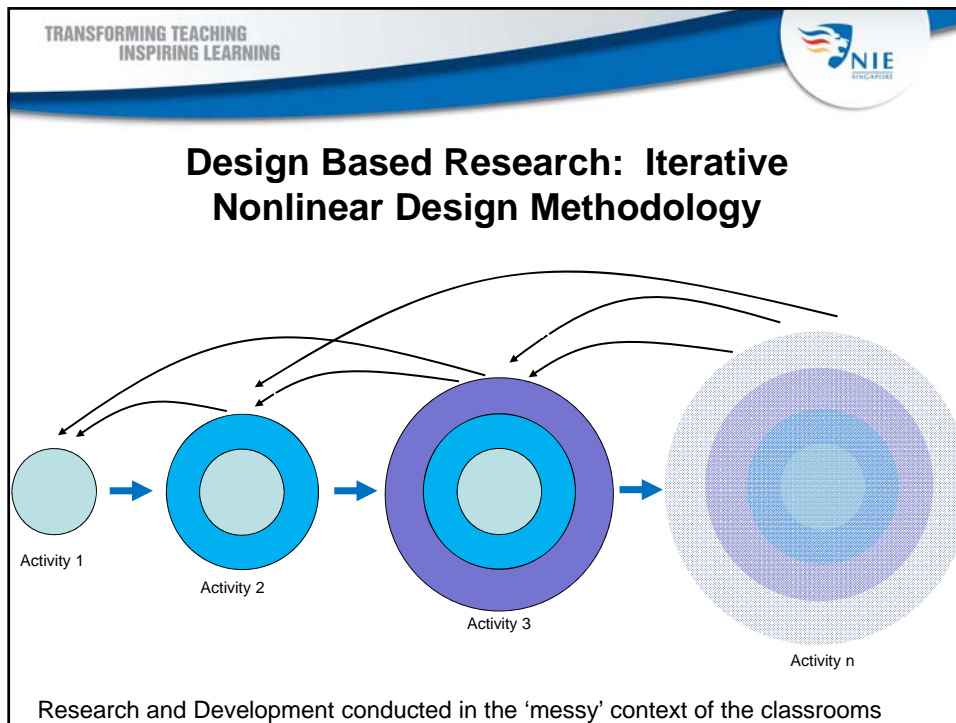 TRANSFORMING TEACHING
INSPIRING LEARNING
NIE
SINGAPORE
Design Based Research: Iterative
Nonlinear Design Methodology
Activity 1
Activity 2
Activity 3
Activity n
Research and Development conducted in the ‘messy’ context of the classrooms